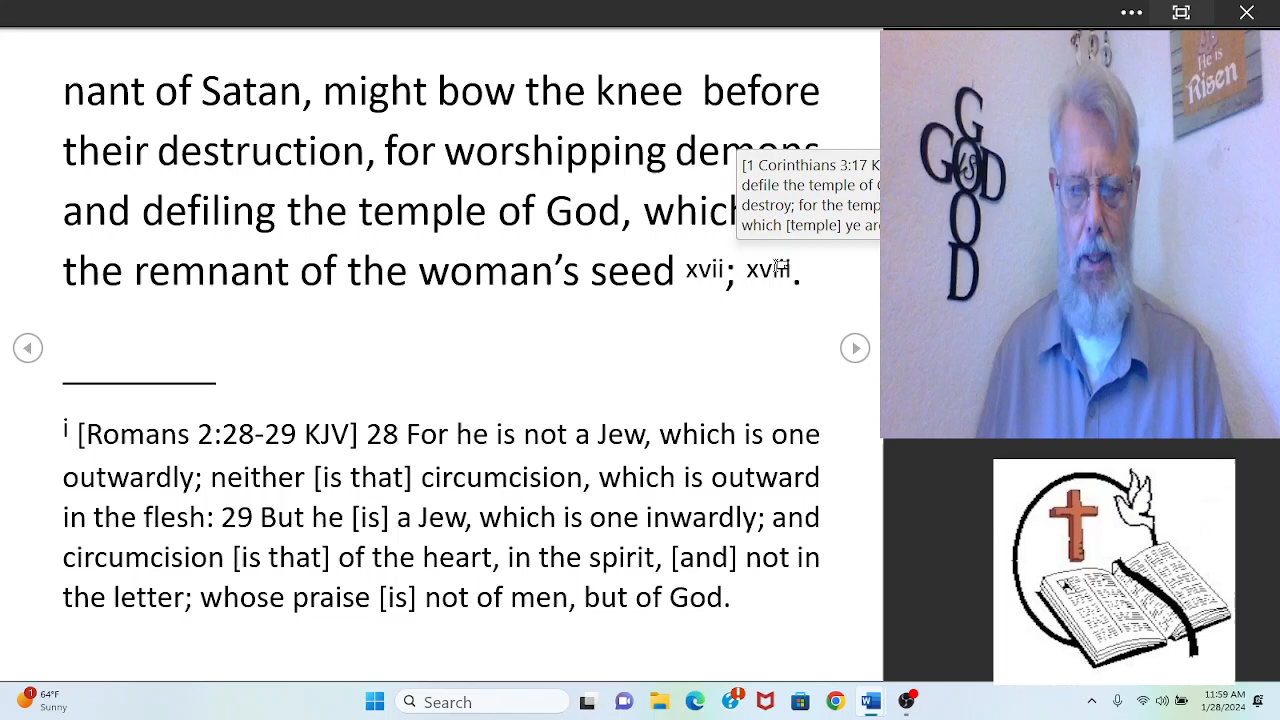 nant of Satan, might bow the knee before
their destruction, for worshipping demons
and defiling the temple of God, which
the remnant of the woman's seed xvii; xviii.
[1 Corinthians 3:17 K
defile the temple of
destroy; for the temp
which [temple] ye are
i [Romans 2:28-29 KJV] 28 For he is not a Jew, which is one
outwardly; neither [is that] circumcision, which is outward
in the flesh: 29 But he [is] a Jew, which is one inwardly; and
circumcision [is that] of the heart, in the spirit, [and] not in
the letter; whose praise [is] not of men, but of God.
He is
Risen
GOD
GOOD
IS
1
64°F
Sunny
Search
11:59 AM
1/28/2024